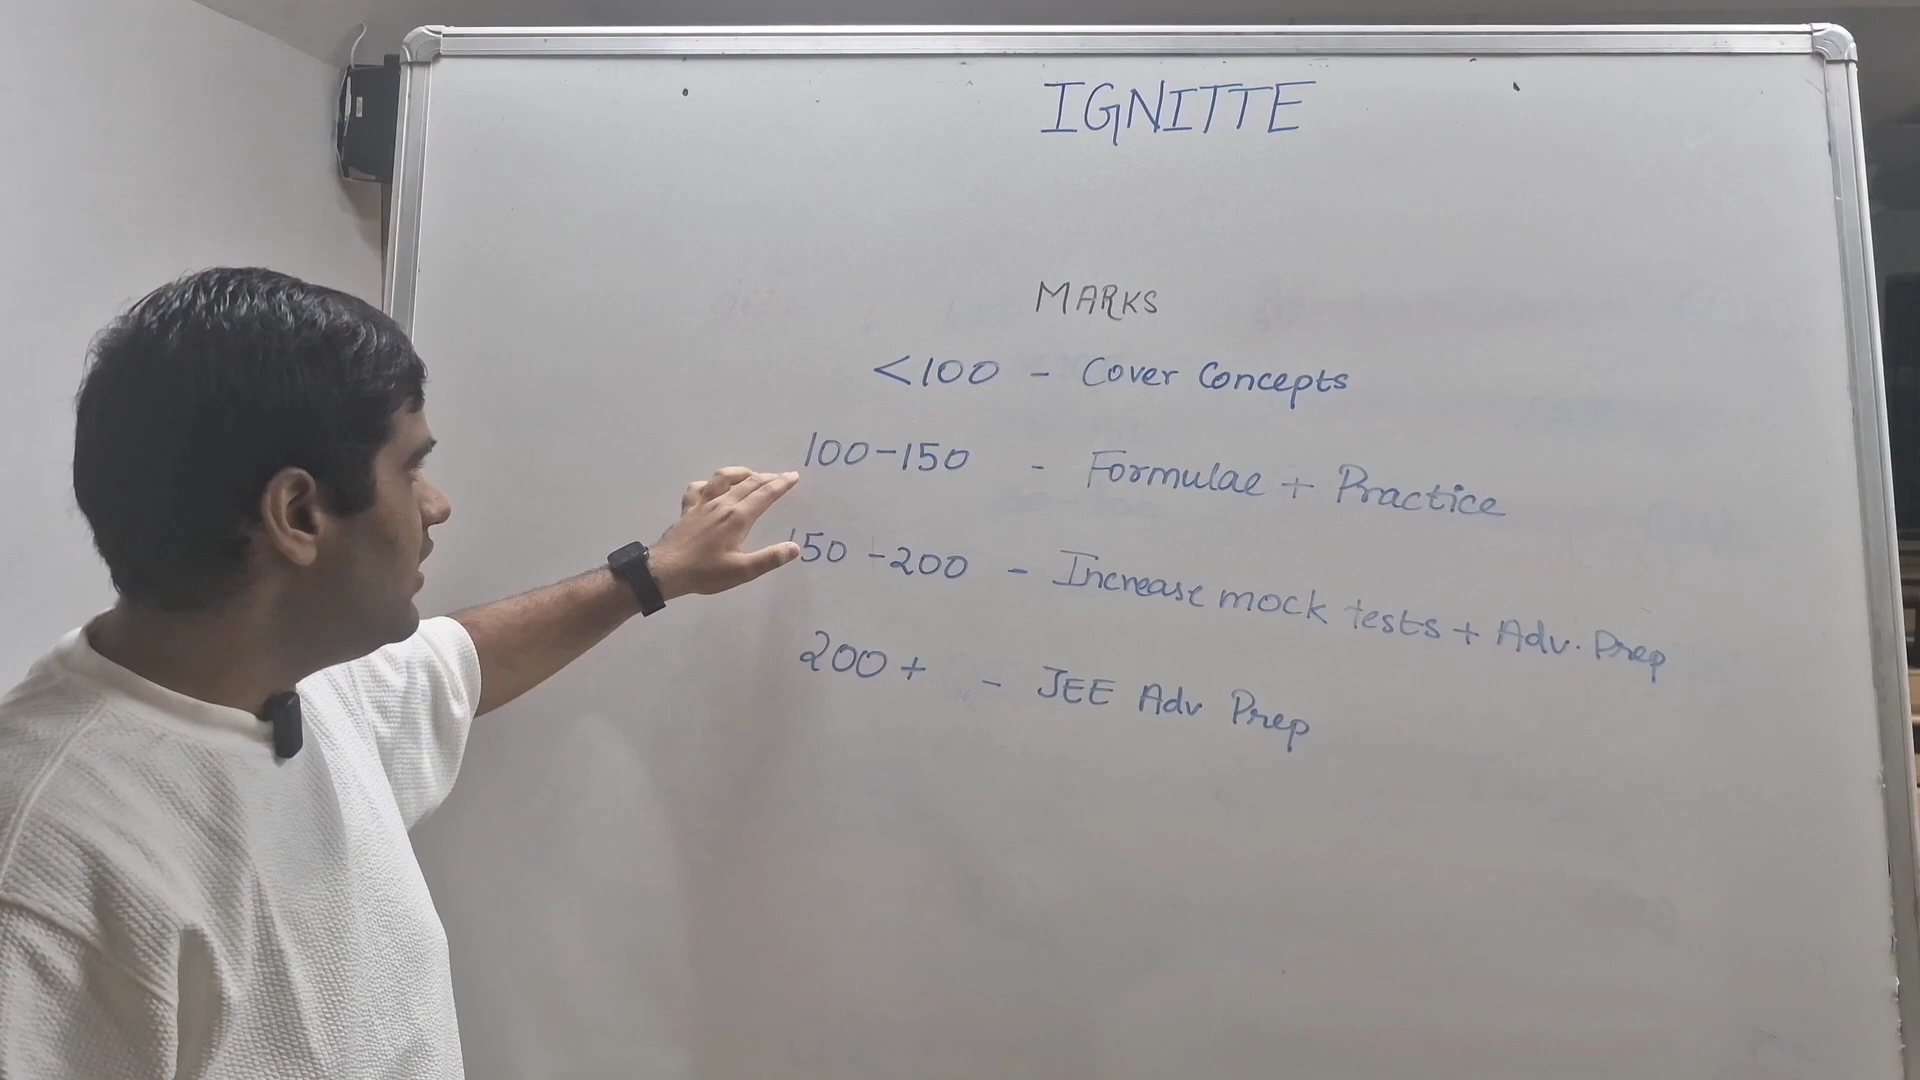 IGNITTE
MARKS
<100 - Cover Concepts
100-150 - Formulae + Practice
150-200 - Increase mock tests + Adv. Prep
200+ - JEE Adv Prep